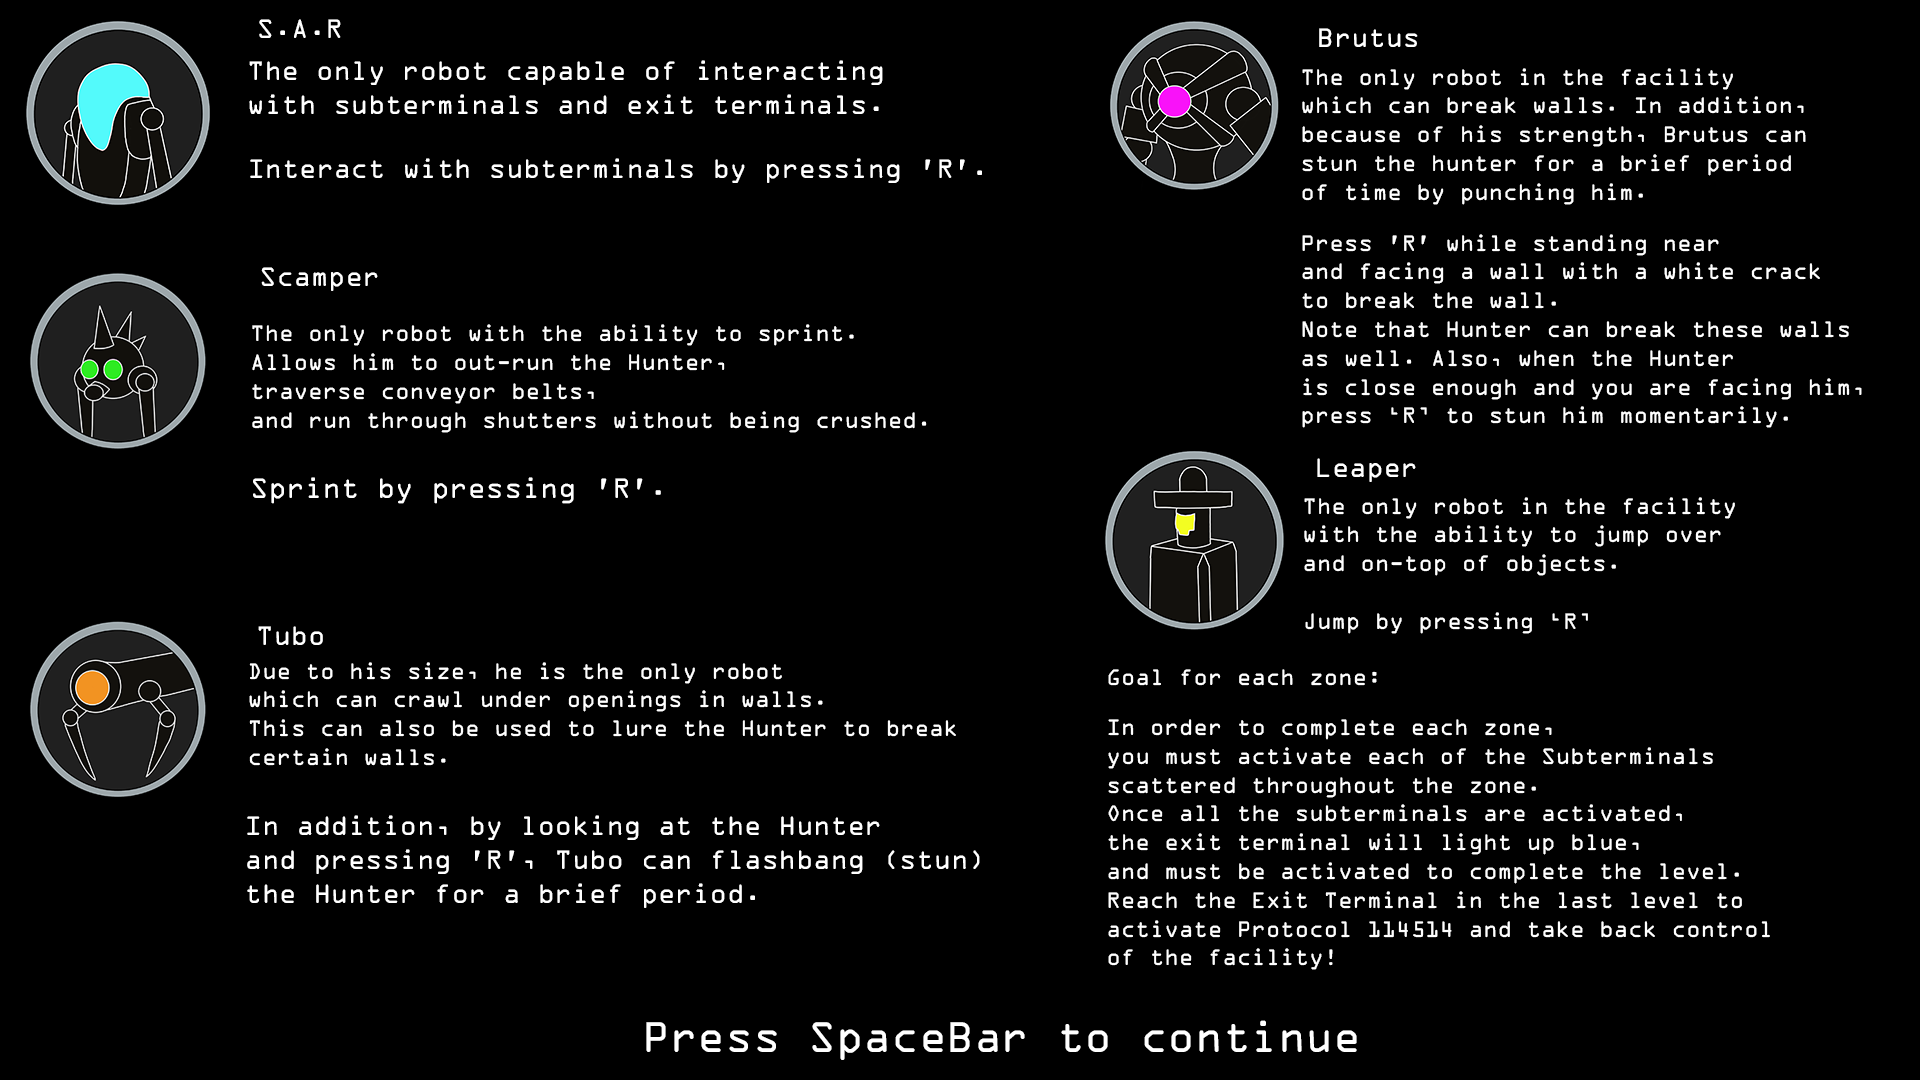 S.A.R
The only robot capable of interacting
with subterminals and exit terminals.
Interact with subterminals by pressing 'R'.
Scamper
The only robot with the ability to sprint.
Allows him to out-run the Hunter,
traverse conveyor belts,
and run through shutters without being crushed.
Sprint by pressing 'R'.
Tubo
Due to his size, he is the only robot
which can crawl under openings in walls.
This can also be used to lure the Hunter to break
certain walls.
In addition, by looking at the Hunter
and pressing 'R', Tubo can flashbang (stun)
the Hunter for a brief period.
Brutus
The only robot in the facility
which can break walls. In addition,
because of his strength, Brutus can
stun the hunter for a brief period
of time by punching him.
Press 'R' while standing near
and facing a wall with a white crack
to break the wall.
Note that Hunter can break these walls
as well. Also, when the Hunter
is close enough and you are facing him,
press ‘R’ to stun him momentarily.
Leaper
The only robot in the facility
with the ability to jump over
and on-top of objects.
Jump by pressing ‘R’
Goal for each zone:
In order to complete each zone,
you must activate each of the Subterminals
scattered throughout the zone.
Once all the subterminals are activated,
the exit terminal will light up blue,
and must be activated to complete the level.
Reach the Exit Terminal in the last level to
activate Protocol 114514 and take back control
of the facility!
Press SpaceBar to continue